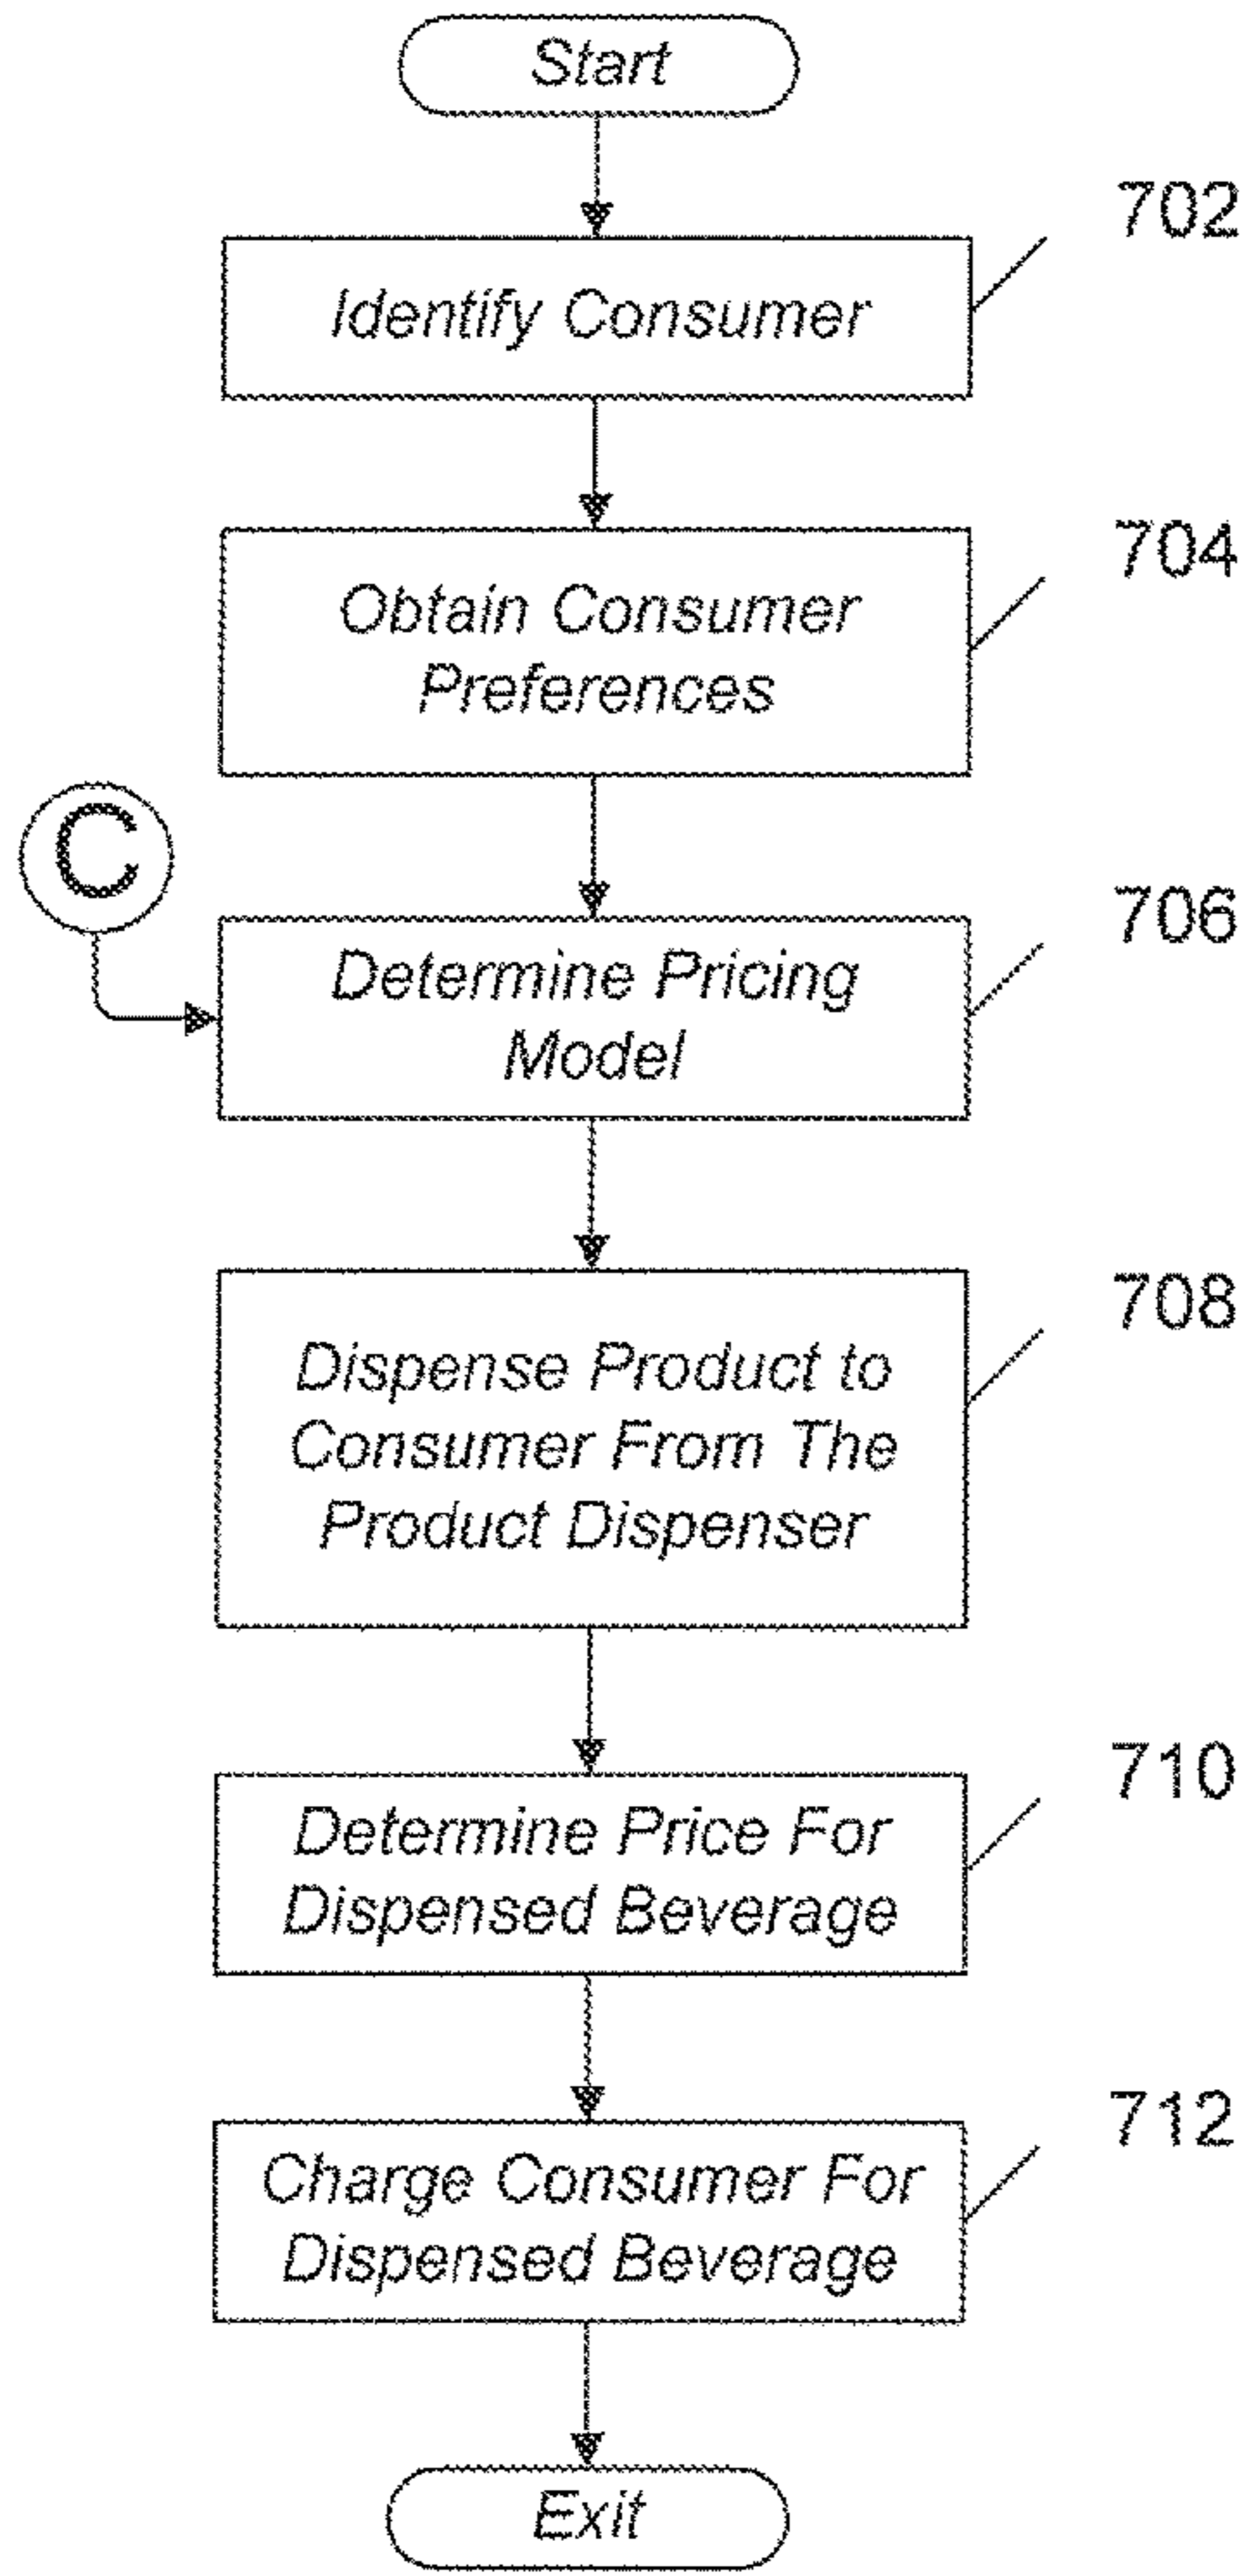 Start
702
Identify Consumer
704
Obtain Consumer
Preferences
C
706
Determine Pricing
Model
708
Dispense Product to
Consumer From The
Product Dispenser
710
Determine Price For
Dispensed Beverage
712
Charge Consumer For
Dispensed Beverage
Exit